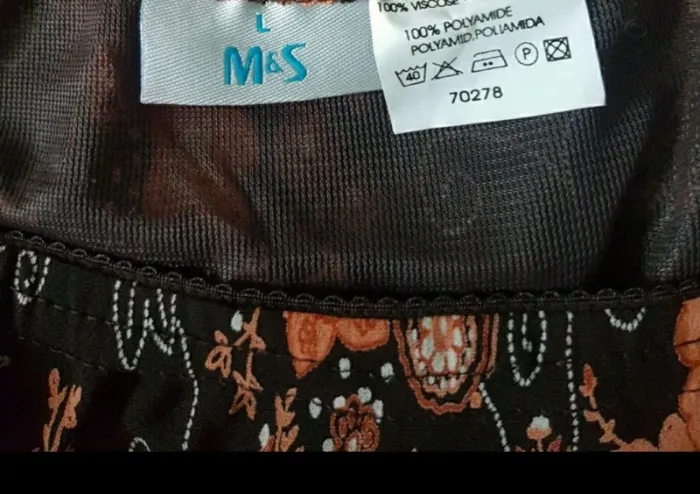 L
M&S
100% VISCOSE
100% POLYAMIDE
POLYAMID,POLIAMIDA
40 P
70278